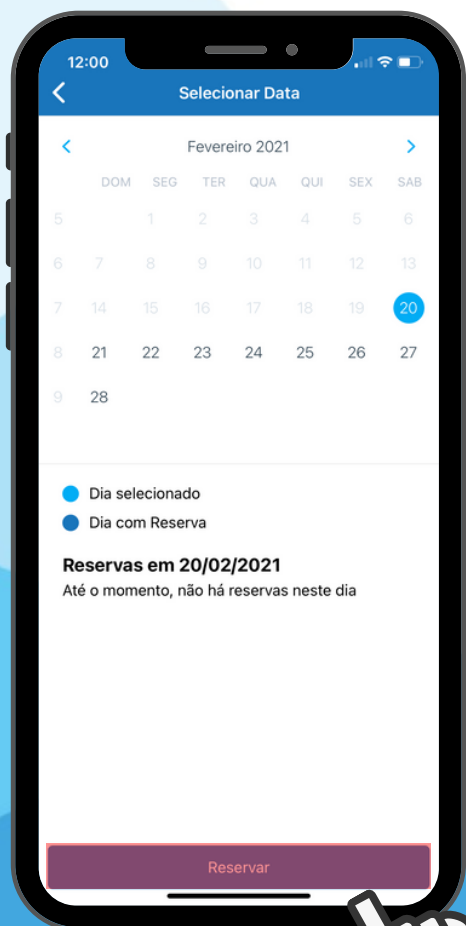 12:00
Selecionar Data
Fevereiro 2021
DOM SEG TER QUA QUI SEX SAB
5 1 2 3 4 5 6
6 7 8 9 10 11 12 13
7 14 15 16 17 18 19 20
8 21 22 23 24 25 26 27
9 28
Dia selecionado
Dia com Reserva
Reservas em 20/02/2021
Até o momento, não há reservas neste dia
Reservar